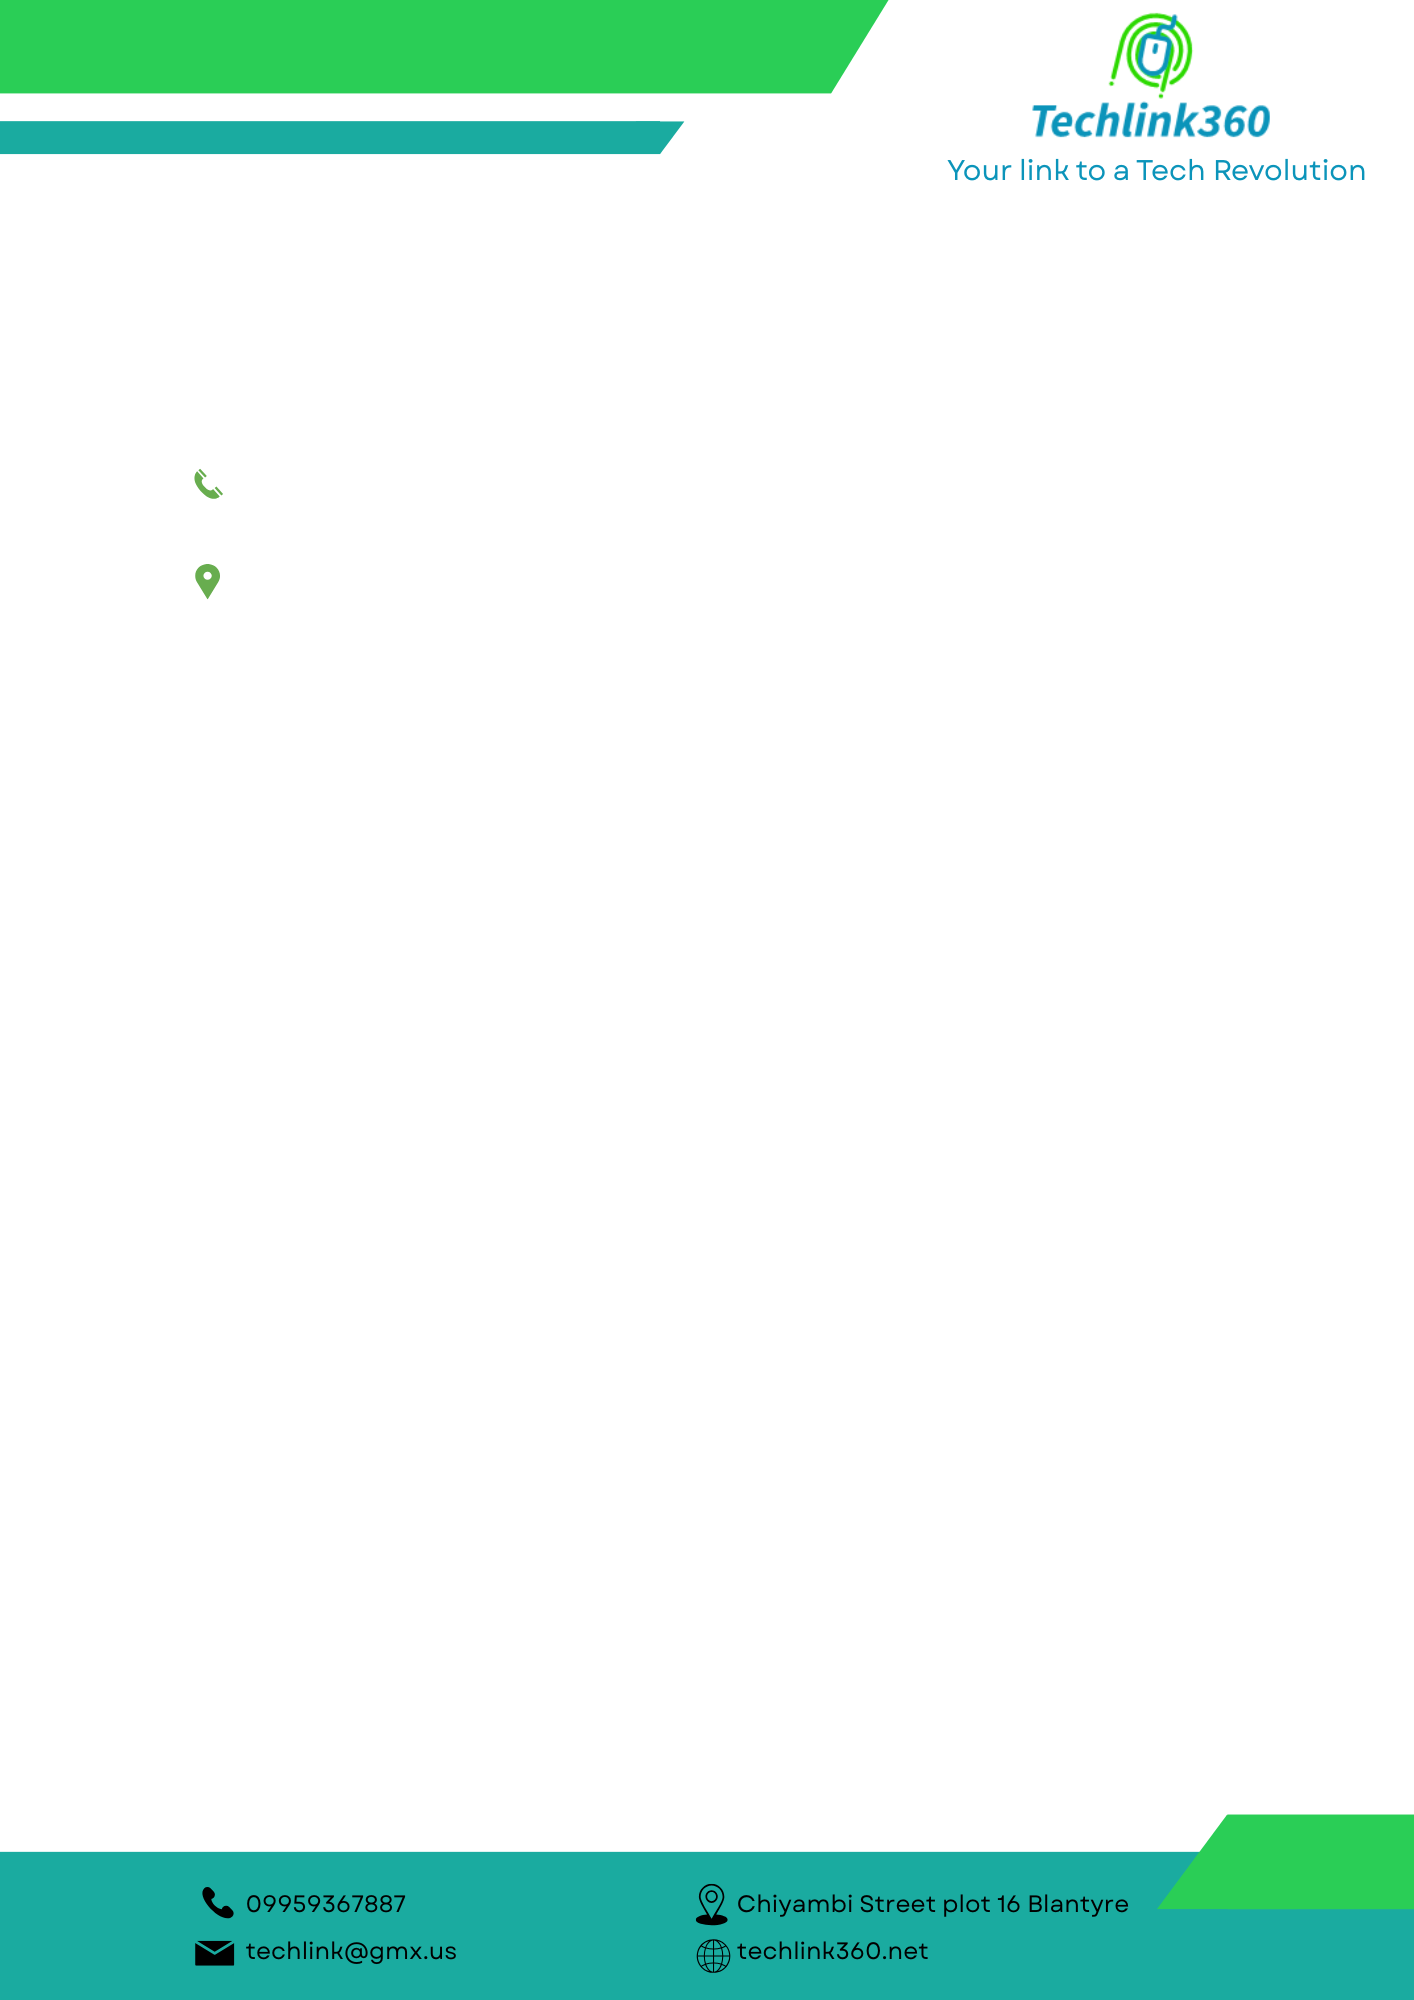 Techlink360
Your link to a Tech Revolution
09959367887
Chiyambi Street plot 16 Blantyre
techlink@gmx.us
techlink360.net